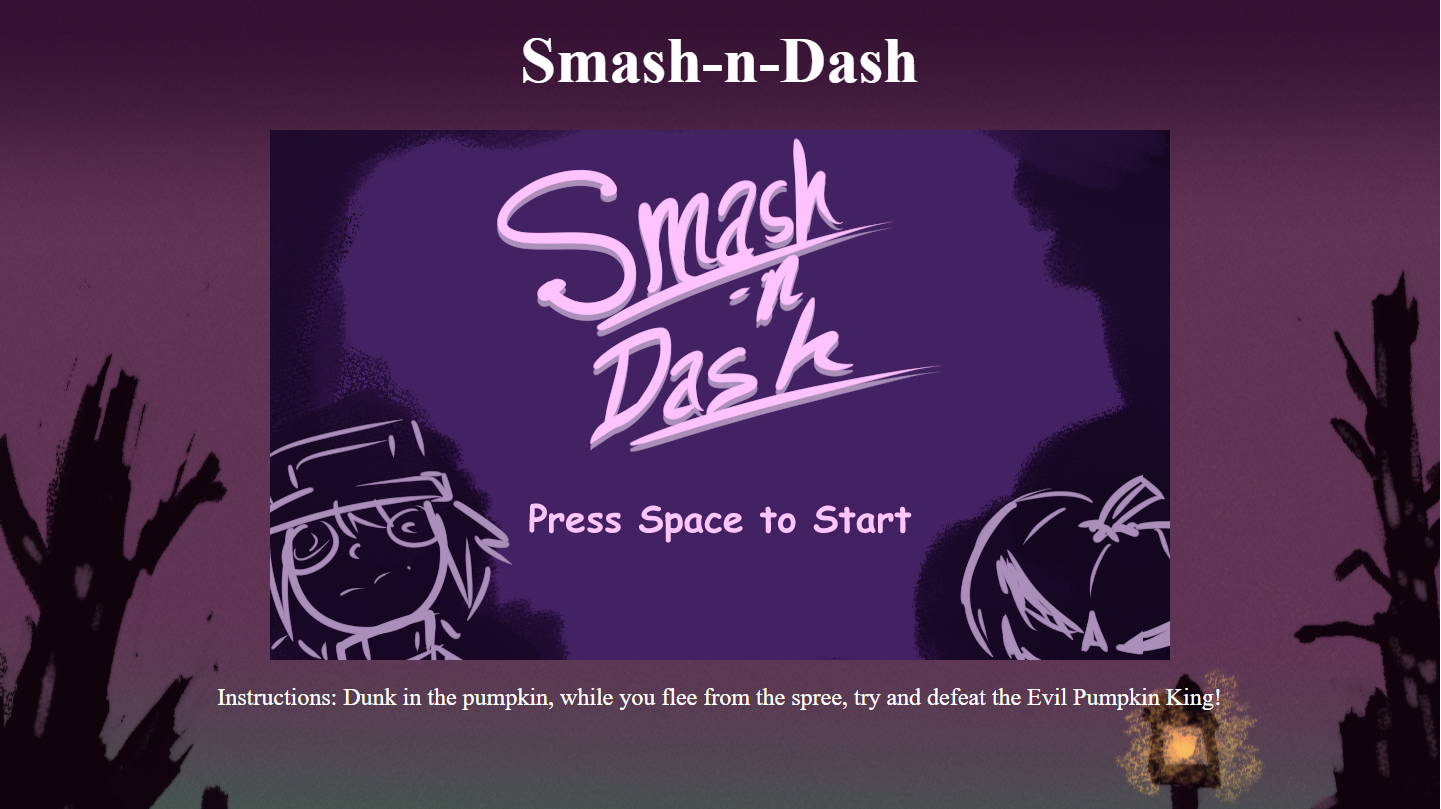 Smash-n-Dash
Smash
-n
Dash
Press Space to Start
Instructions: Dunk in the pumpkin, while you flee from the spree, try and defeat the Evil Pumpkin King!